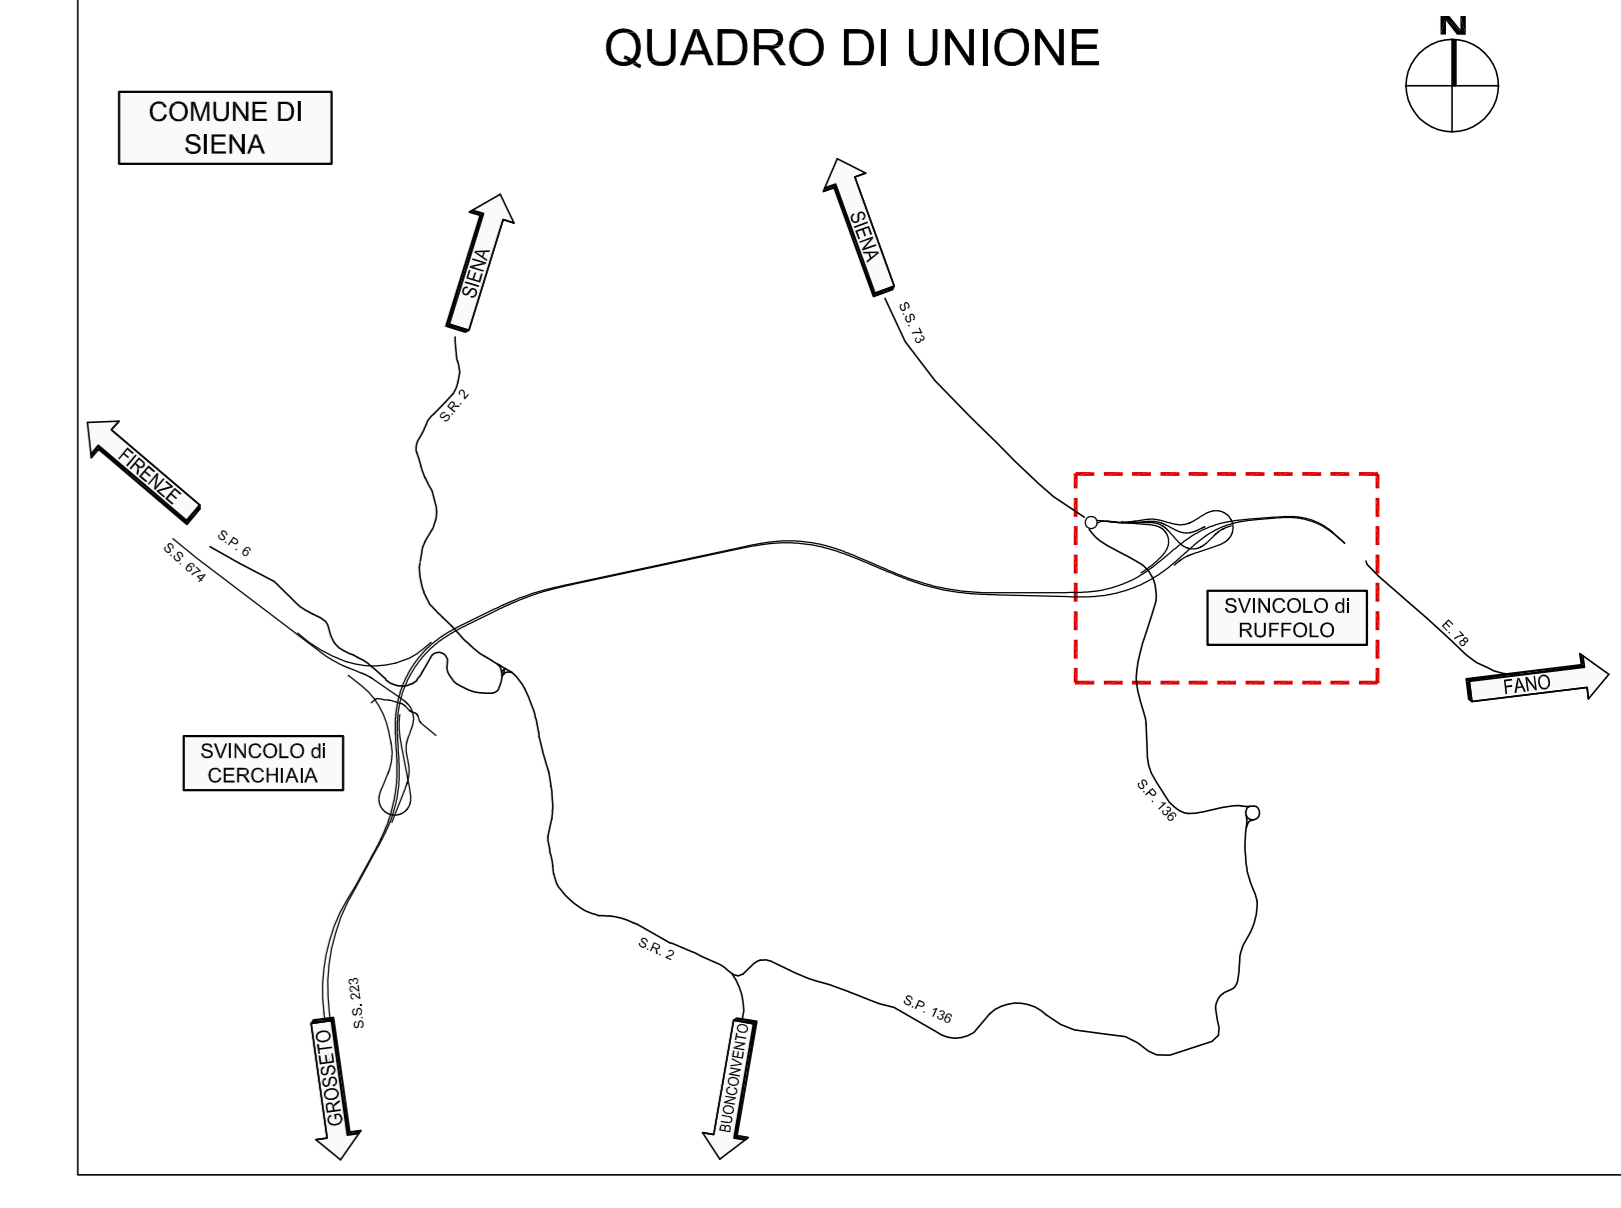 QUADRO DI UNIONE
N
COMUNE DI
SIENA
SIENA
SIENA
S.S. 73
S.R. 2
FIRENZE
S.P. 6
S.S. 674
SVINCOLO di
RUFFOLO
E. 78
FANO
SVINCOLO di
CERCHIAIA
S.P. 136
S.R. 2
S.P. 136
S.S. 223
GROSSETO
BUONCONVENTO